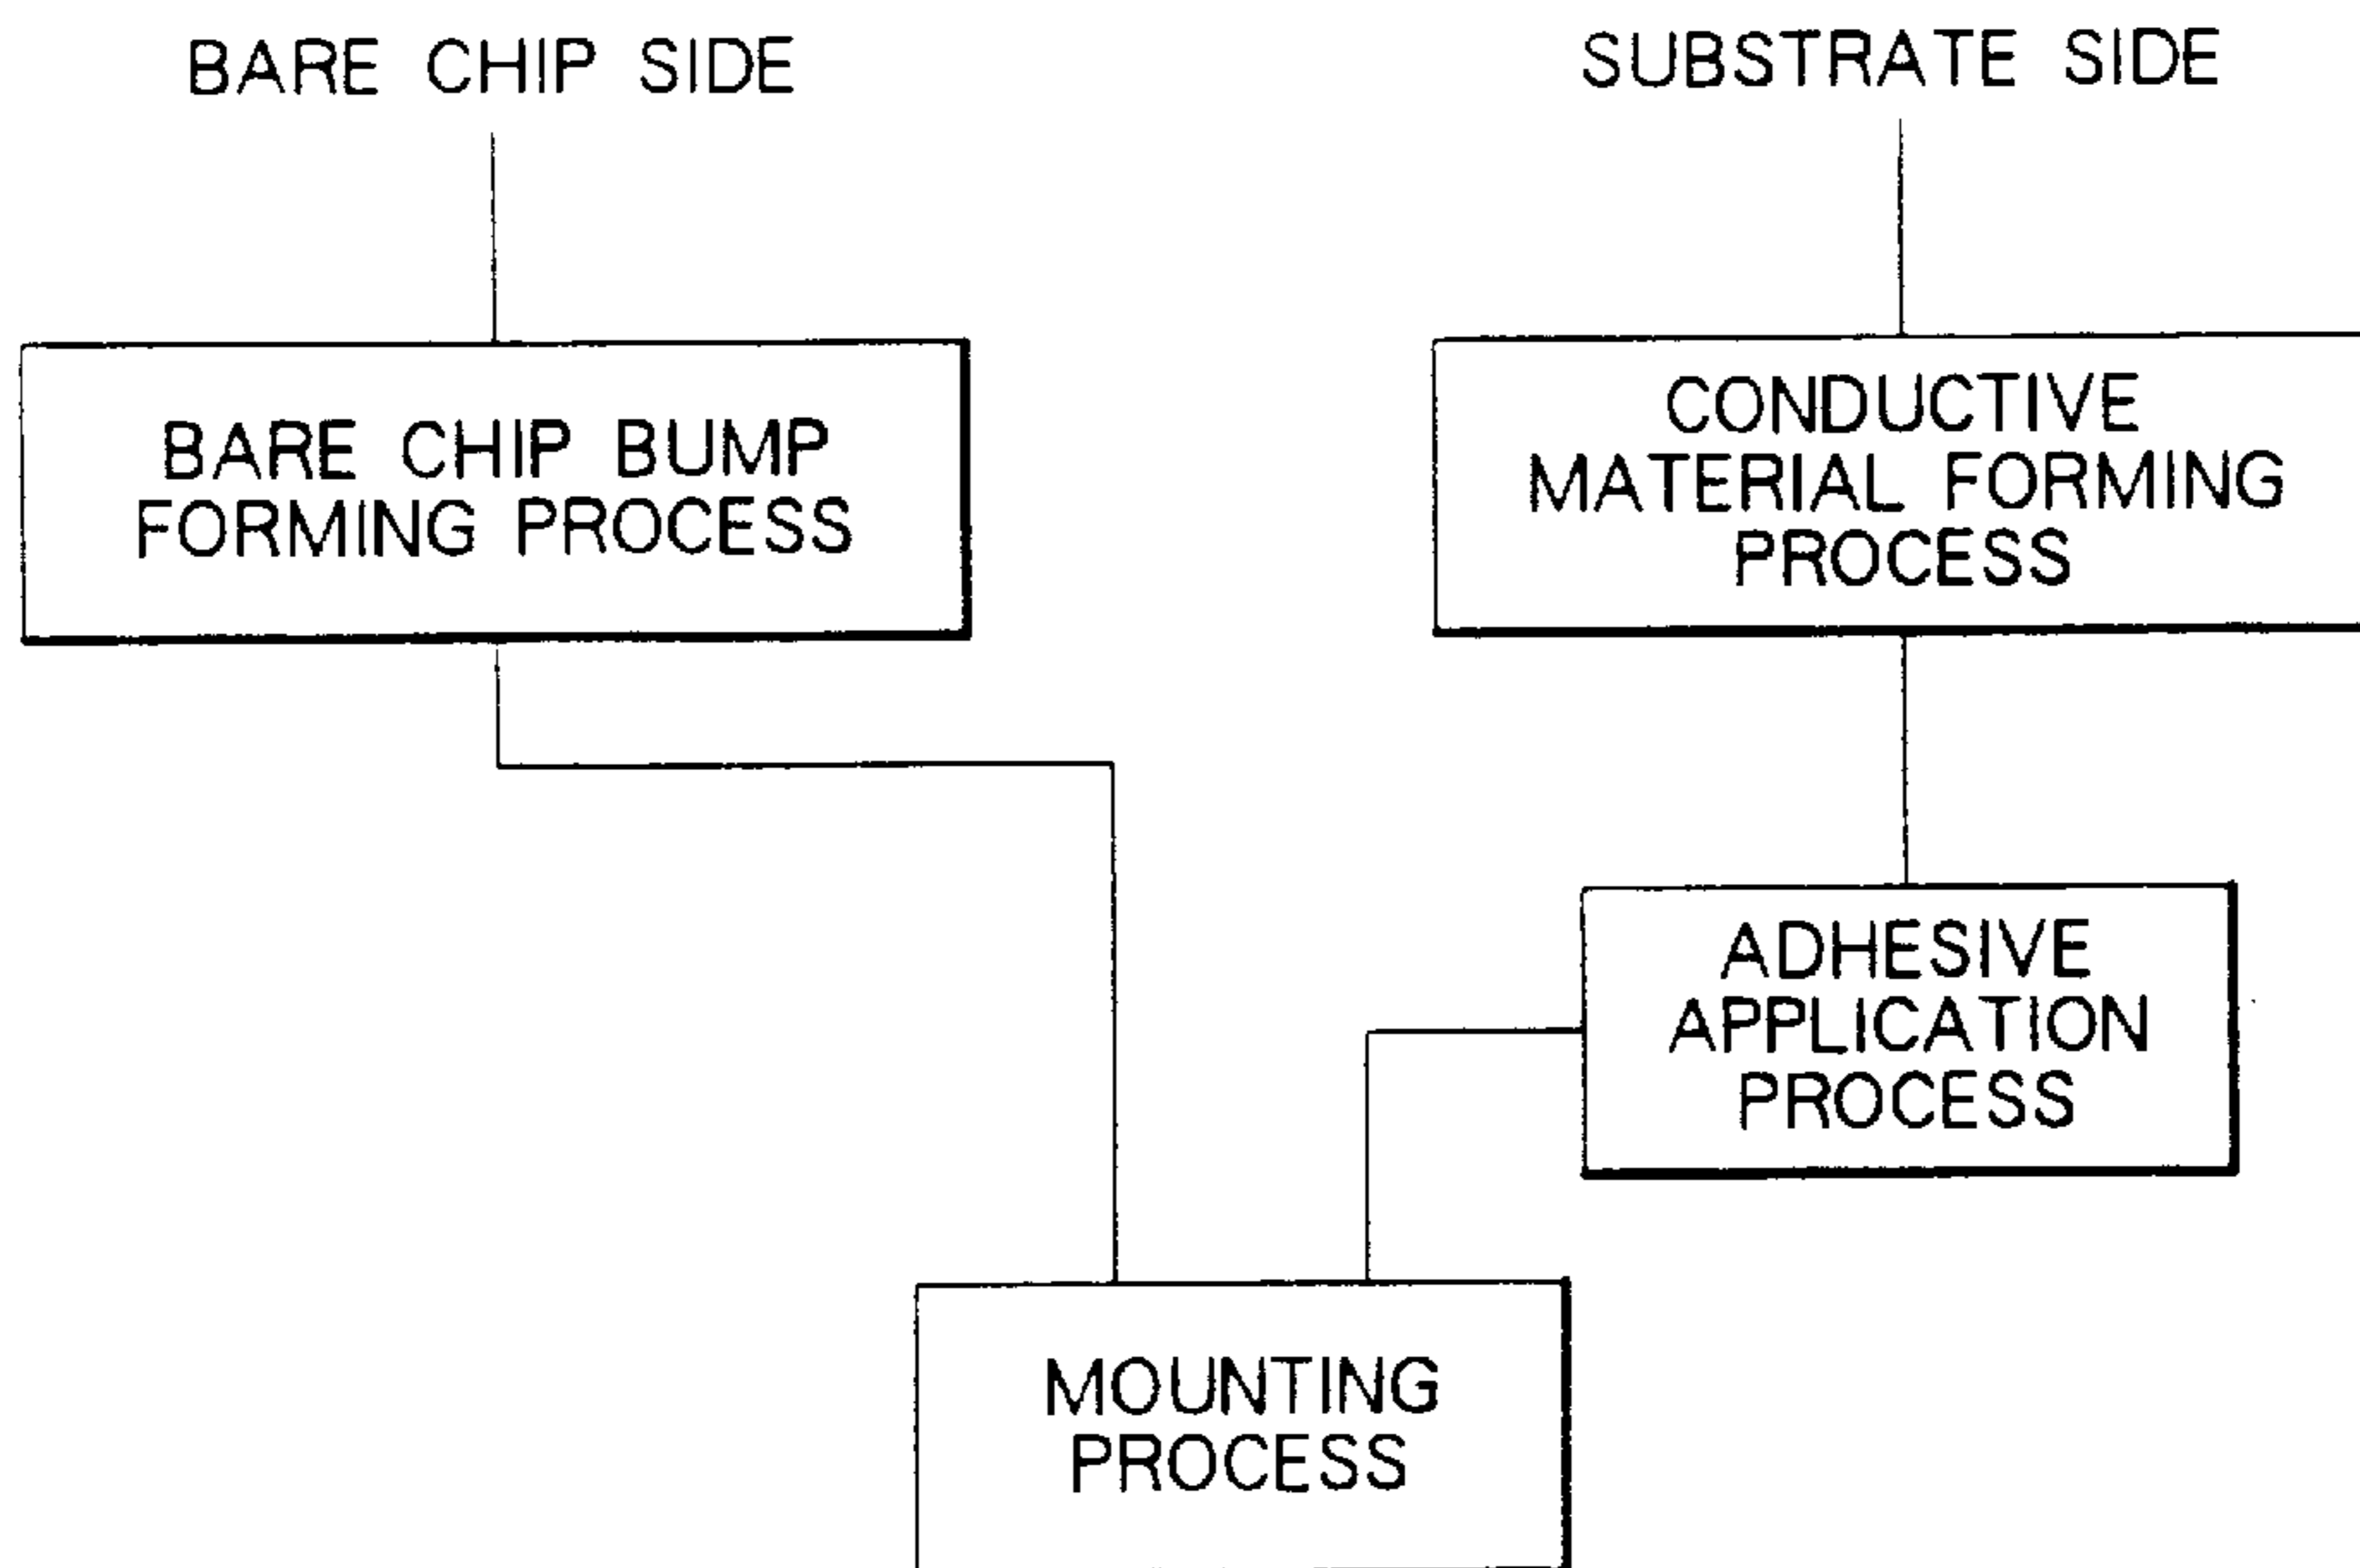 BARE CHIP SIDE
SUBSTRATE SIDE
BARE CHIP BUMP
FORMING PROCESS
CONDUCTIVE
MATERIAL FORMING
PROCESS
ADHESIVE
APPLICATION
PROCESS
MOUNTING
PROCESS